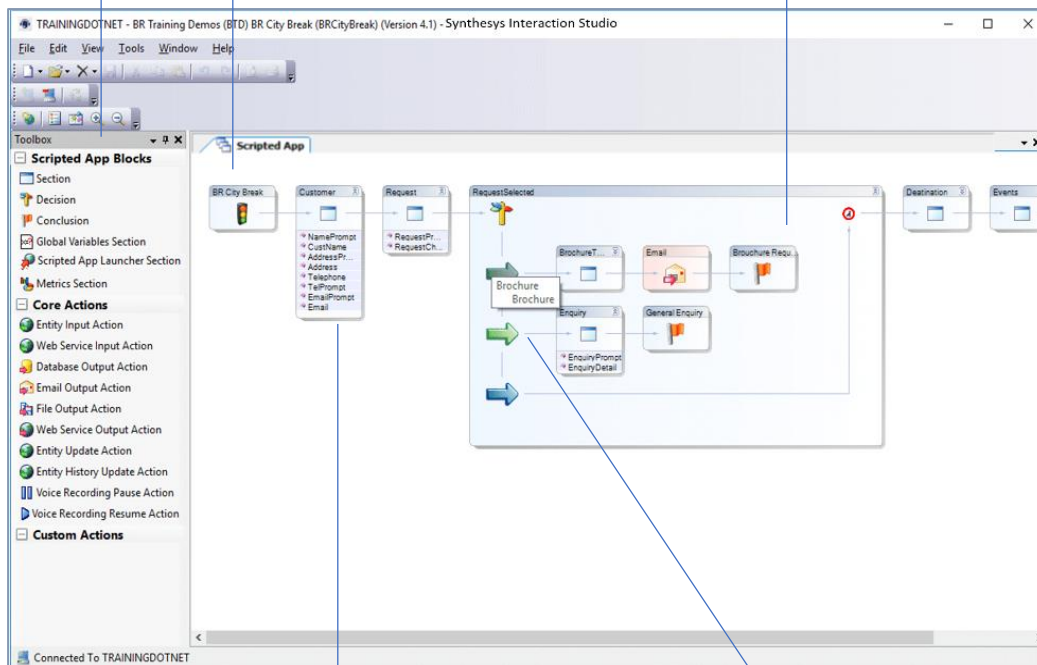 TRAININGDOTNET - BR Training Demos (BTD) BR City Break (BRCityBreak) (Version 4.1) - Synthesys Interaction Studio
File Edit View Tools Window Help
Toolbox
Scripted App
Scripted App Blocks
Section
Decision
Conclusion
Global Variables Section
Scripted App Launcher Section
Metrics Section
Core Actions
Entity Input Action
Web Service Input Action
Database Output Action
Email Output Action
File Output Action
Web Service Output Action
Entity Update Action
Entity History Update Action
Voice Recording Pause Action
Voice Recording Resume Action
Custom Actions
BR City Break
Customer
NamePrompt
CustName
AddressPr...
Address
Telephone
TelPrompt
EmailPrompt
Email
Request
RequestPr...
RequestCh...
RequestSelected
BrochureT...
Email
Brouchure Requ...
Brochure
Brochure
Enquiry
EnquiryPrompt
EnquiryDetail
General Enquiry
Destination
Events
Connected To TRAININGDOTNET